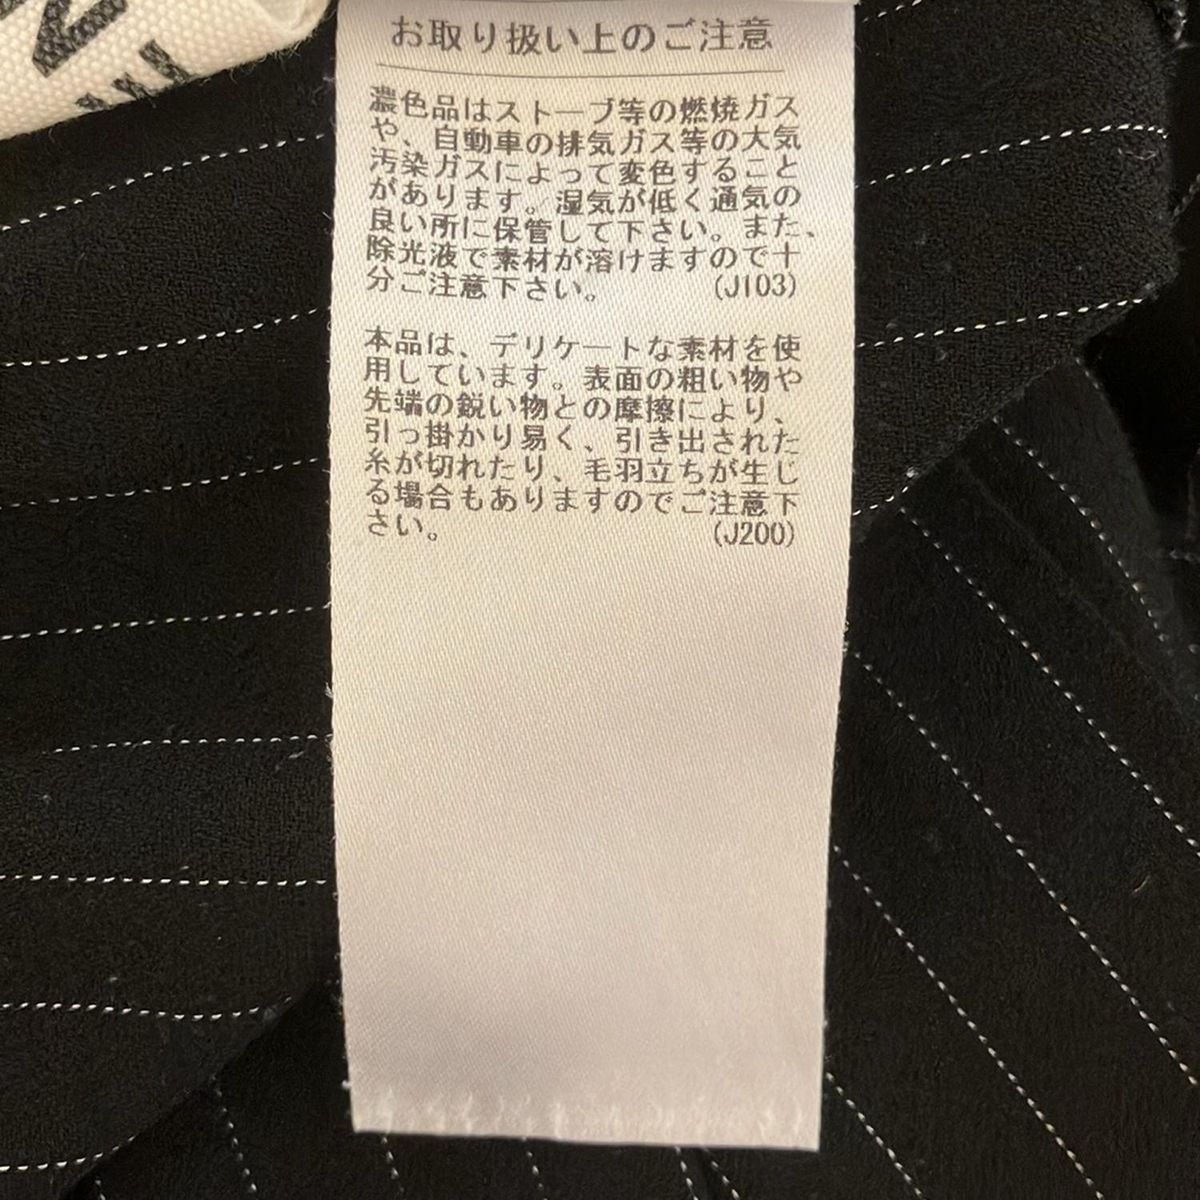 お取り扱い上のご注意
濃色品はストーブ等の燃焼ガス
や、自動車の排気ガス等の大気
汚染ガスによって変色すること
があります。湿気が低く通気の
良い所に保管して下さい。また、
除光液で素材が溶けますので十
分ご注意下さい。 (J103)
本品は、デリケートな素材を使
用しています。表面の粗い物や
先端の鋭い物との摩擦により、
引っ掛かり易く、引き出された
糸が切れたり、毛羽立ちが生じ
る場合もありますのでご注意下
さい。 (J200)